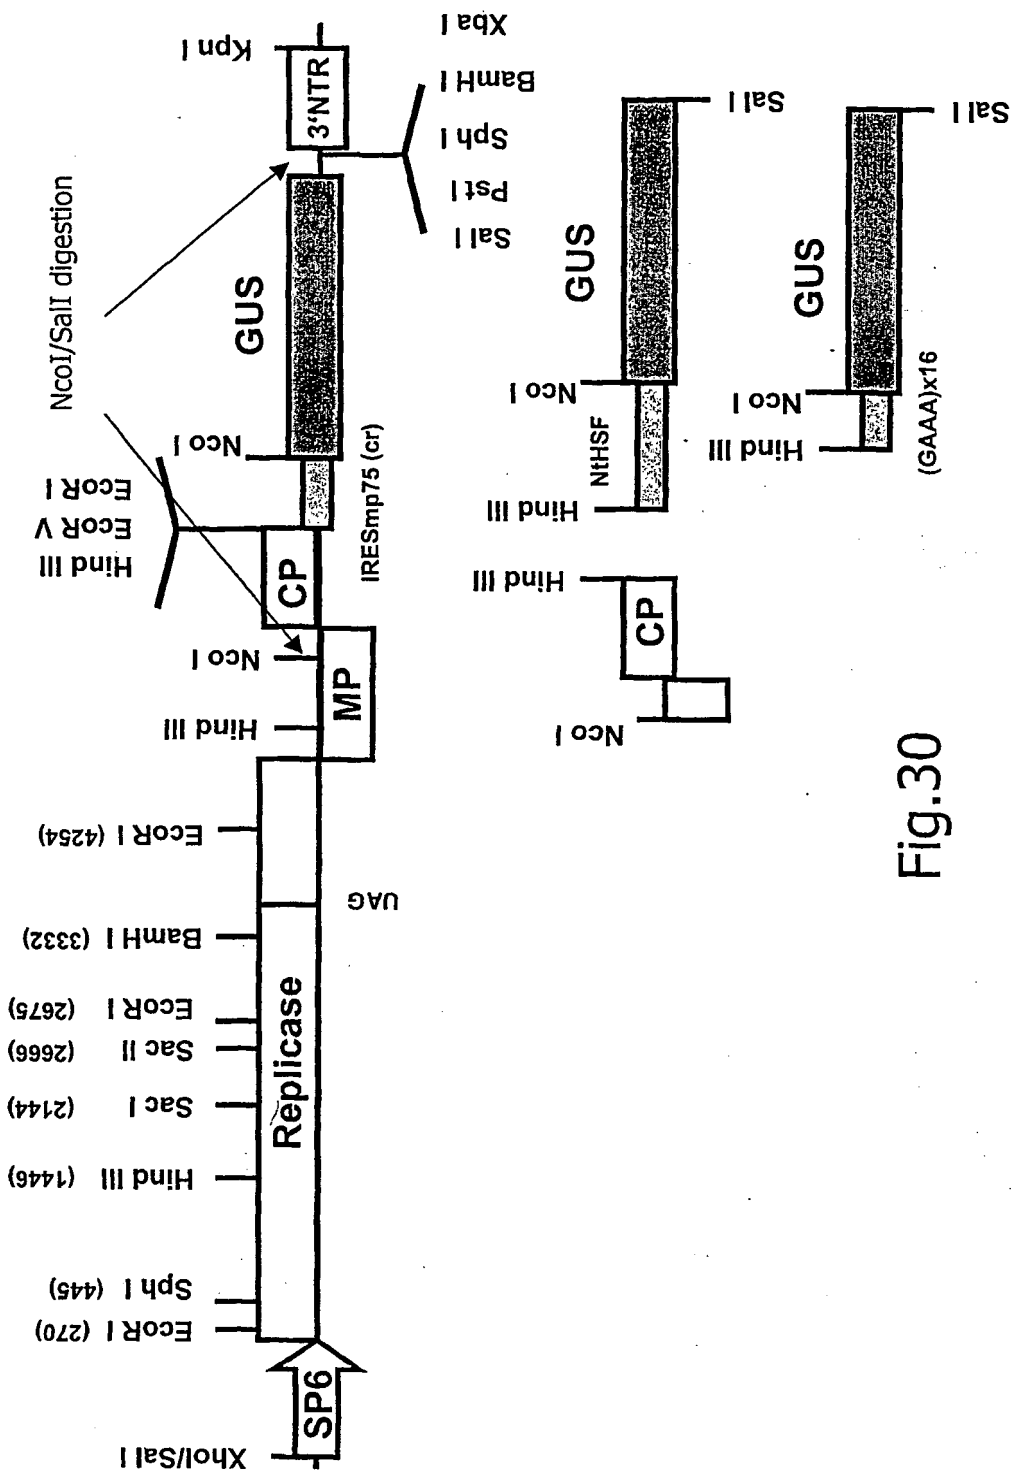 XhoI/Sal I
SP6
EcoR I (270)
Sph I (445)
Hind III (1446)
Sac I (2144)
Sac II (2666)
EcoR I (2675)
BamH I (3332)
EcoR I (4254)
Replicase
UAG
Hind III
Nco I
MP
CP
Hind III
EcoR V
EcoR I
Nco I
IRESmp75 (cr)
GUS
NcoI/SalI digestion
3'NTR
Kpn I
Sal I
Pst I
Sph I
BamH I
Xba I
Nco I
CP
Hind III
Hind III
NtHSF
Nco I
GUS
Sal I
Hind III
Nco I
(GAAA)x16
GUS
Sal I
Fig.30